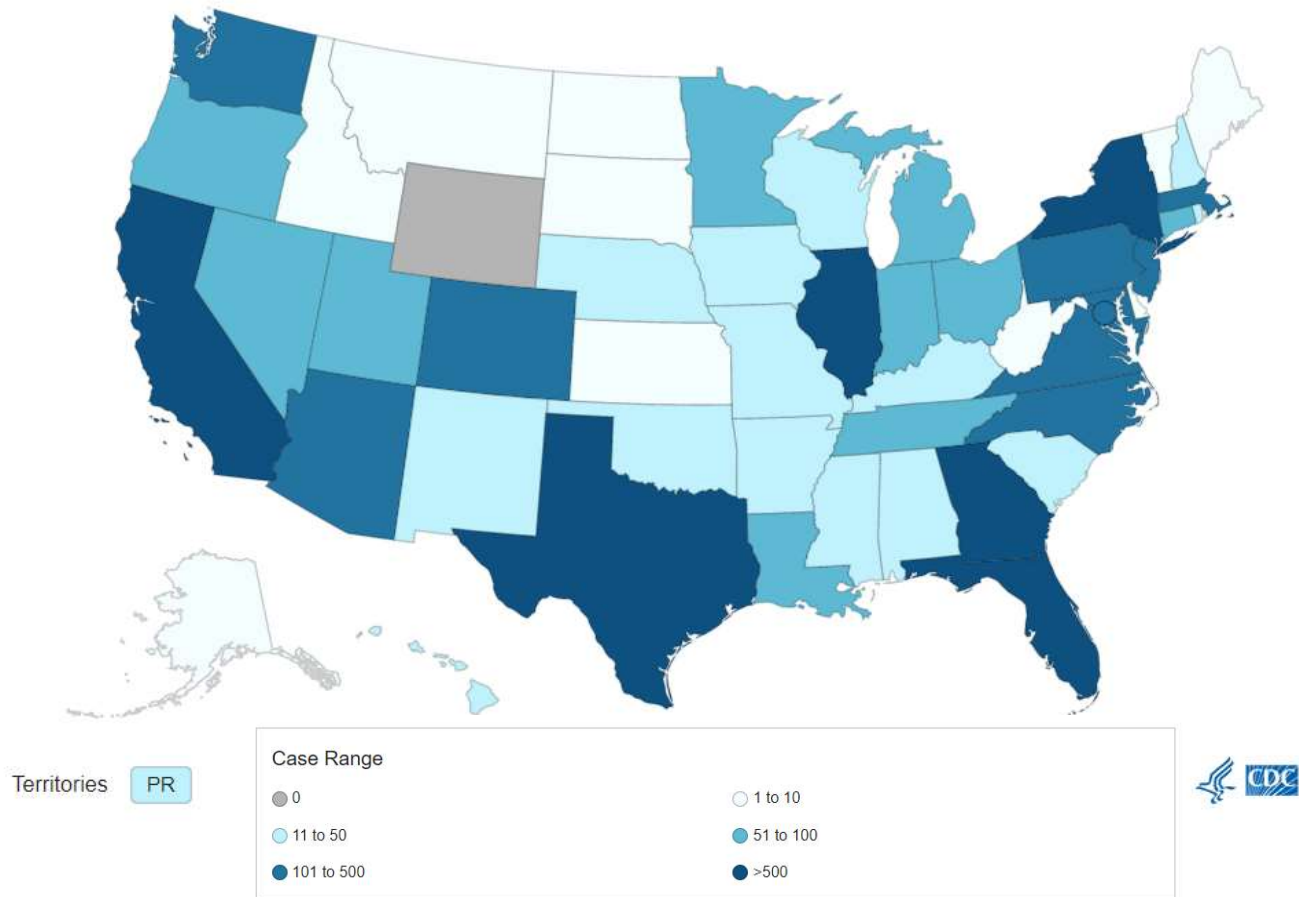 Territories PR
Case Range
0
1 to 10
11 to 50
51 to 100
101 to 500
>500
CDC